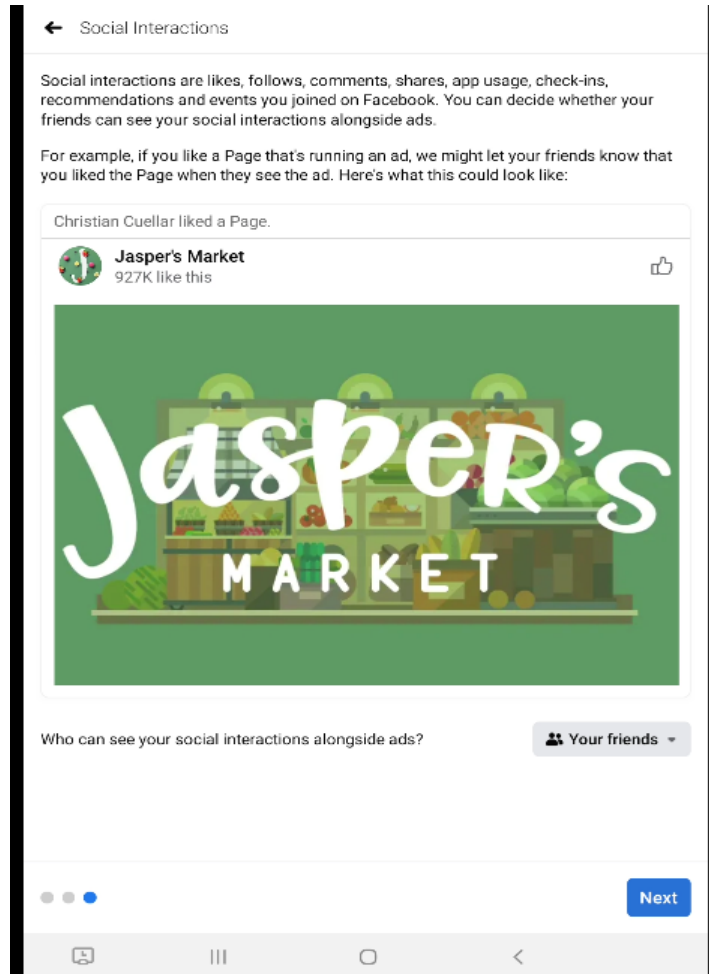 Social Interactions
Social interactions are likes, follows, comments, shares, app usage, check-ins,
recommendations and events you joined on Facebook. You can decide whether your
friends can see your social interactions alongside ads.
For example, if you like a Page that's running an ad, we might let your friends know that
you liked the Page when they see the ad. Here's what this could look like:
Christian Cuellar liked a Page.
Jasper's Market
927K like this
Jasper's
MARKET
Who can see your social interactions alongside ads?
Your friends
Next